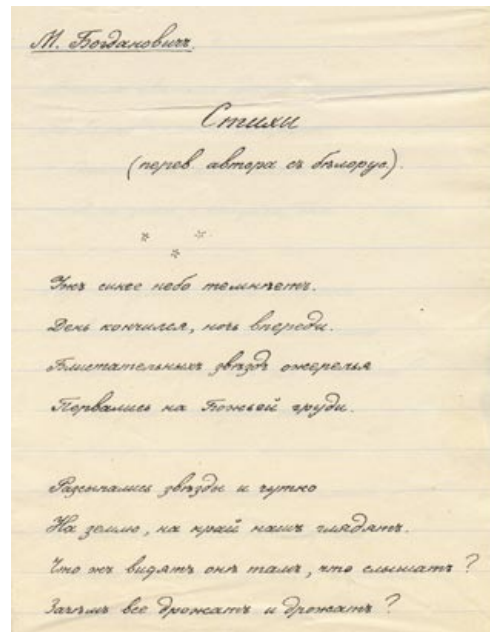 М. Богдановичъ.
Стихи
(перев. автора съ бѣлорус.).
Ужъ синее небо темнѣетъ.
День кончился, ночь впереди.
Блистательныхъ звѣздъ ожерелья
Порвались на Божьей груди.
Разсыпались звѣзды и чутко
На землю, на край нашъ глядятъ.
Что жъ видятъ онѣ тамъ, что слышатъ?
Зачѣмъ все дрожатъ и дрожатъ?